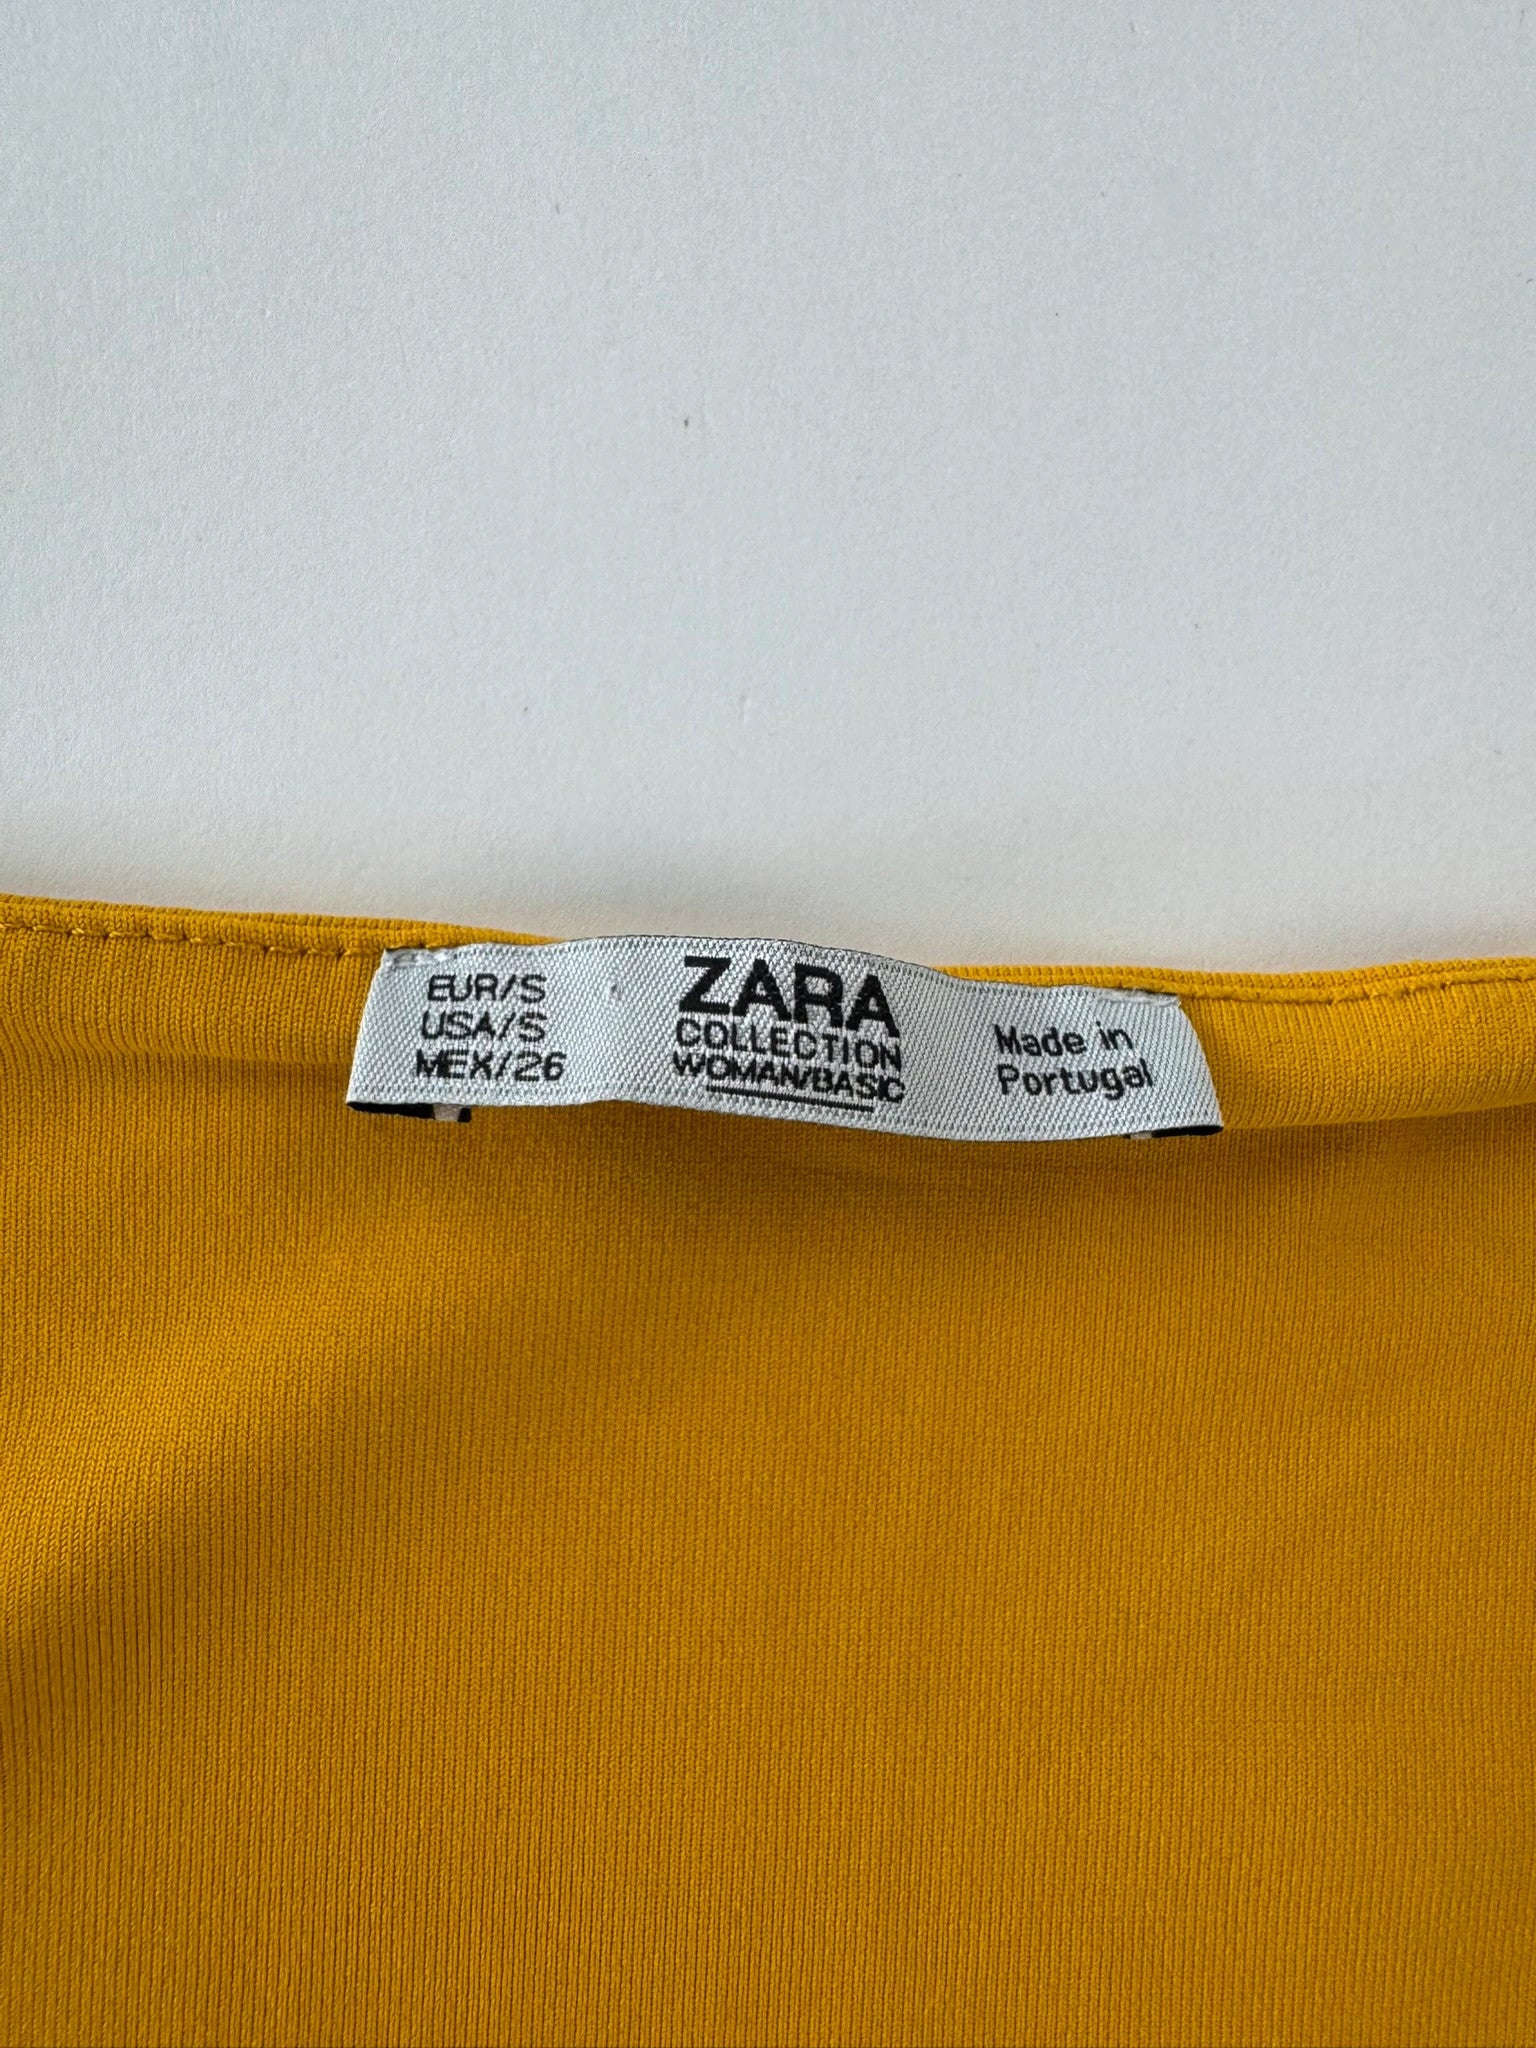 EUR/S
USA/S
MEX/26
ZARA
COLLECTION
WOMAN/BASIC
Made in
Portugal